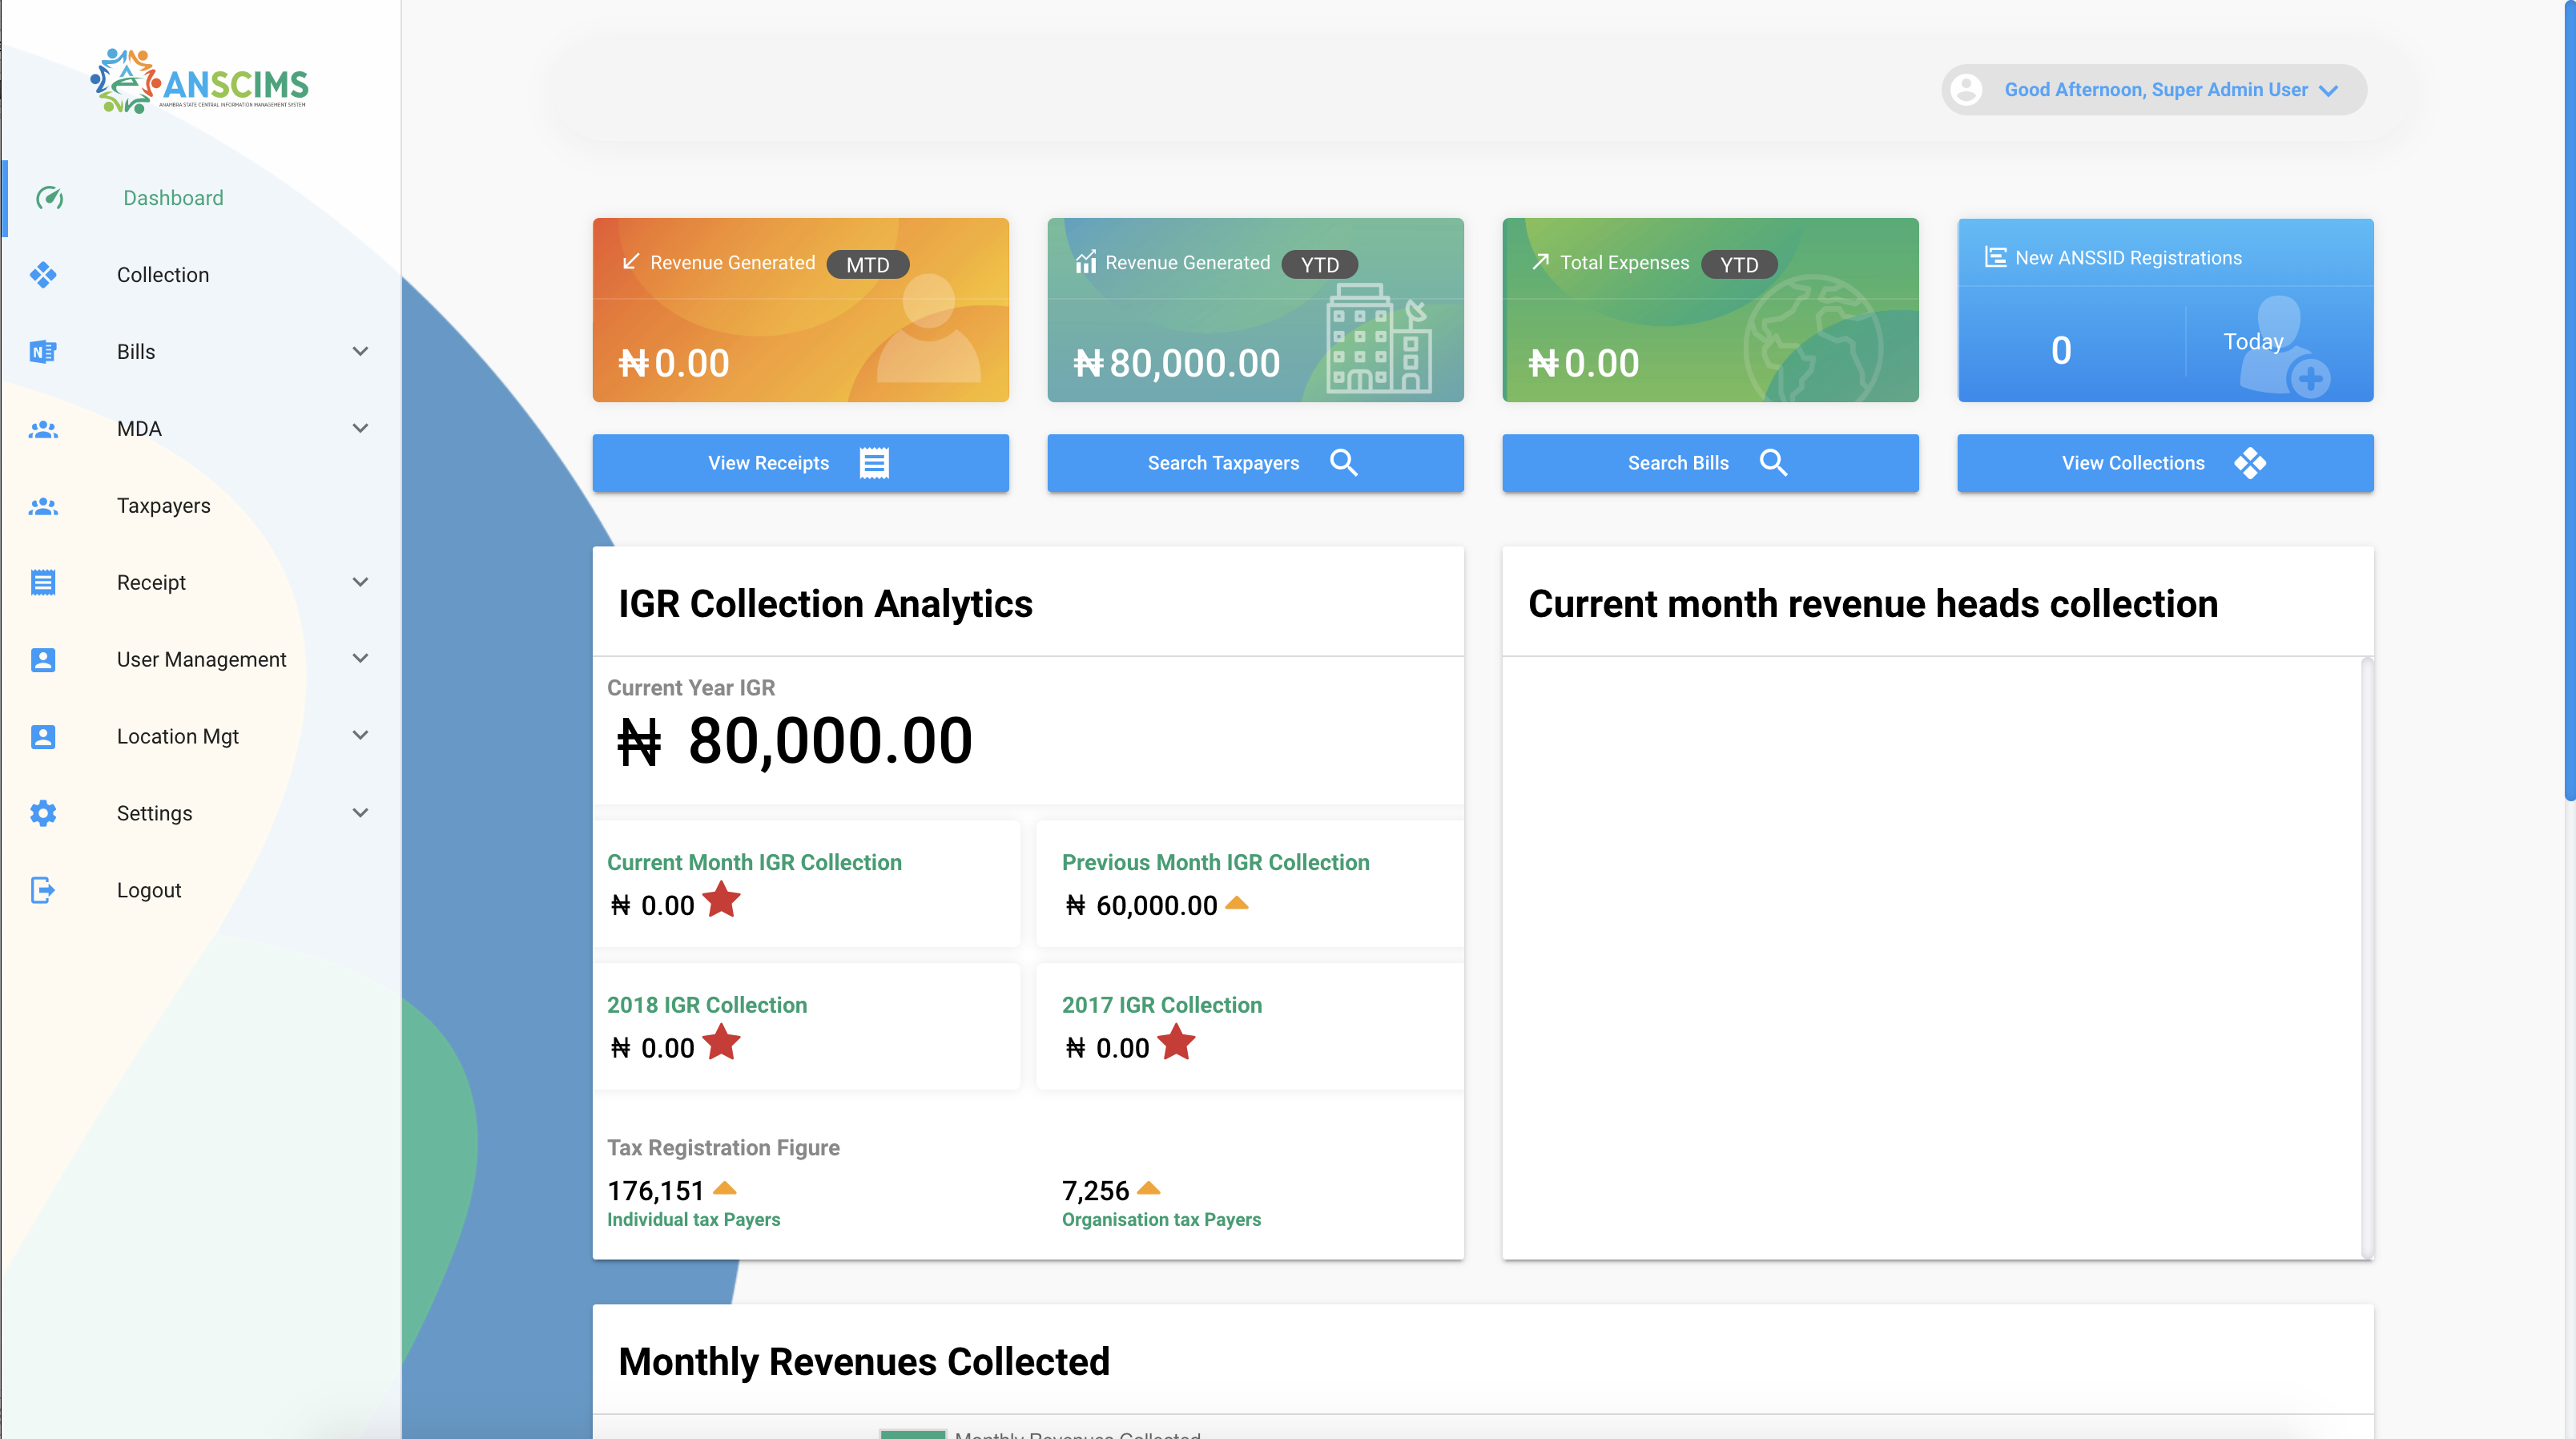 ANSCIMS
ANAMBRA STATE CENTRAL INFORMATION MANAGEMENT SYSTEM
Good Afternoon, Super Admin User
Dashboard
Collection
Bills
MDA
Taxpayers
Receipt
User Management
Location Mgt
Settings
Logout
Revenue Generated MTD
₦0.00
Revenue Generated YTD
₦80,000.00
Total Expenses YTD
₦0.00
New ANSSID Registrations
0 Today
View Receipts
Search Taxpayers
Search Bills
View Collections
IGR Collection Analytics
Current Year IGR
₦ 80,000.00
Current Month IGR Collection
₦ 0.00
Previous Month IGR Collection
₦ 60,000.00
2018 IGR Collection
₦ 0.00
2017 IGR Collection
₦ 0.00
Tax Registration Figure
176,151
Individual tax Payers
7,256
Organisation tax Payers
Current month revenue heads collection
Monthly Revenues Collected
Monthly Revenues Collected